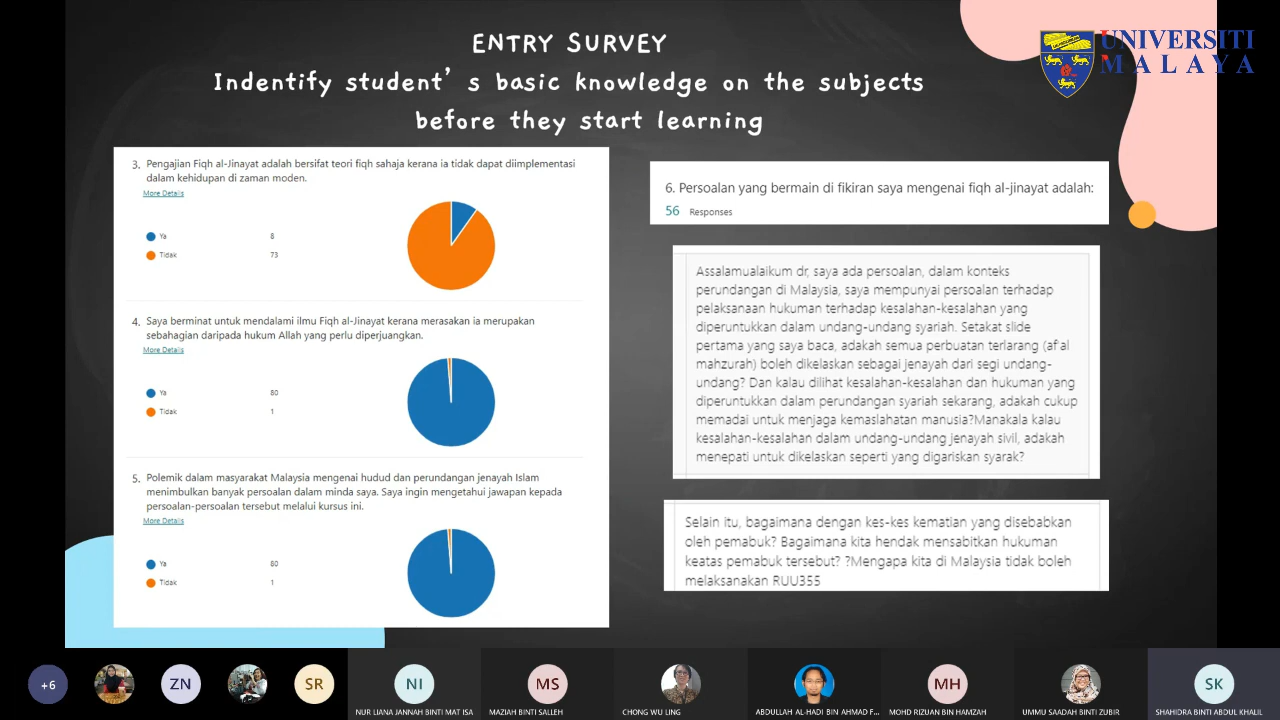 ENTRY SURVEY
Indentify student's basic knowledge on the subjects
before they start learning
UNIVERSITI
MALAYA
3. Pengajian Fiqh al-Jinayat adalah bersifat teori fiqh sahaja kerana ia tidak dapat diimplementasi
dalam kehidupan di zaman moden.
More Details
Ya 8
Tidak 73
4. Saya berminat untuk mendalami ilmu Fiqh al-Jinayat kerana merasakan ia merupakan
sebahagian daripada hukum Allah yang perlu diperjuangkan.
More Details
Ya 80
Tidak 1
5. Polemik dalam masyarakat Malaysia mengenai hudud dan perundangan jenayah Islam
menimbulkan banyak persoalan dalam minda saya. Saya ingin mengetahui jawapan kepada
persoalan-persoalan tersebut melalui kursus ini.
More Details
Ya 80
Tidak 1
6. Persoalan yang bermain di fikiran saya mengenai fiqh al-jinayat adalah:
56 Responses
Assalamualaikum dr, saya ada persoalan, dalam konteks
perundangan di Malaysia, saya mempunyai persoalan terhadap
pelaksanaan hukuman terhadap kesalahan-kesalahan yang
diperuntukkan dalam undang-undang syariah. Setakat slide
pertama yang saya baca, adakah semua perbuatan terlarang (af'al
mahzurah) boleh dikelaskan sebagai jenayah dari segi undang-
undang? Dan kalau dilihat kesalahan-kesalahan dan hukuman yang
diperuntukkan dalam perundangan syariah sekarang, adakah cukup
memadai untuk menjaga kemaslahatan manusia?Manakala kalau
kesalahan-kesalahan dalam undang-undang jenayah sivil, adakah
menepati untuk dikelaskan seperti yang digariskan syarak?
Selain itu, bagaimana dengan kes-kes kematian yang disebabkan
oleh pemabuk? Bagaimana kita hendak mensabitkan hukuman
keatas pemabuk tersebut? ?Mengapa kita di Malaysia tidak boleh
melaksanakan RUU355
+6
ZN
SR
NI
MS
MH
SK
NUR LIANA JANNAH BINTI MAT ISA
MAZIAH BINTI SALLEH
CHONG WU LING
ABDULLAH AL-HADI BIN AHMAD F...
MOHD RIZUAN BIN HAMZAH
UMMU SAADAH BINTI ZUBIR
SHAHIDRA BINTI ABDUL KHALIL